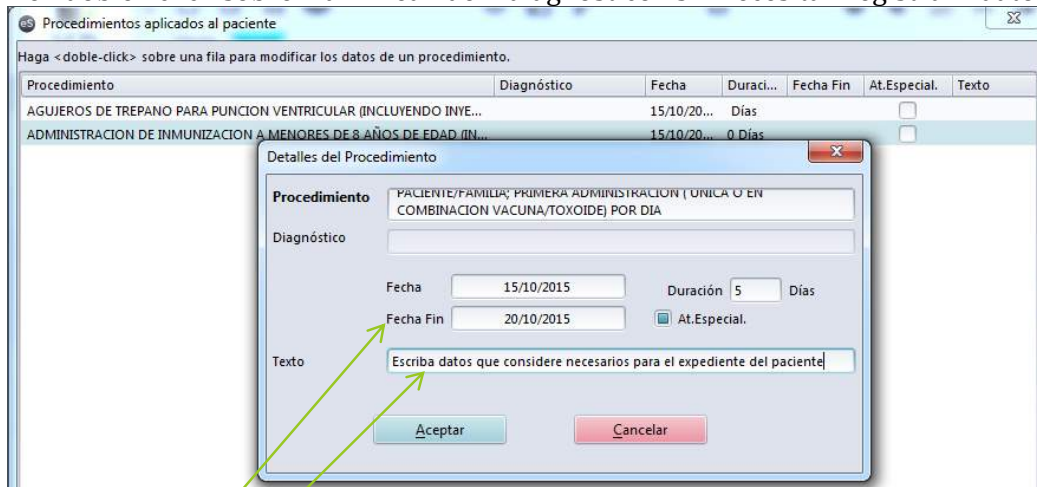 Procedimientos aplicados al paciente
Haga <doble-click> sobre una fila para modificar los datos de un procedimiento.
Procedimiento Diagnóstico Fecha Duraci... Fecha Fin At.Especial. Texto
AGUJEROS DE TREPANO PARA PUNCION VENTRICULAR (INCLUYENDO INYE... 15/10/20... Días
ADMINISTRACION DE INMUNIZACION A MENORES DE 8 AÑOS DE EDAD (IN... 15/10/20... 0 Días
Detalles del Procedimiento
Procedimiento PACIENTE/FAMILIA; PRIMERA ADMINISTRACION ( UNICA O EN
COMBINACION VACUNA/TOXOIDE) POR DIA
Diagnóstico
Fecha 15/10/2015 Duración 5 Días
Fecha Fin 20/10/2015 At.Especial.
Texto Escriba datos que considere necesarios para el expediente del paciente
Aceptar Cancelar